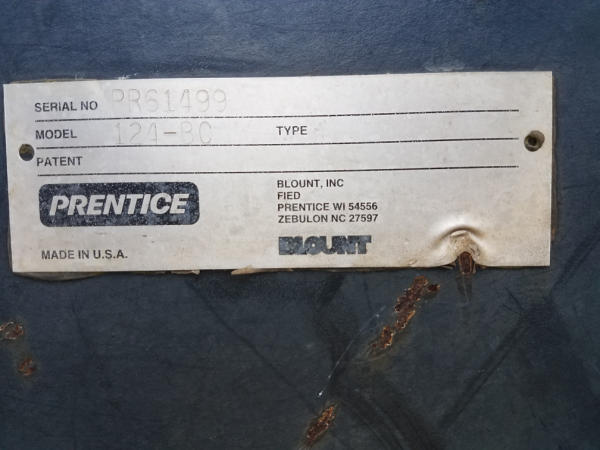 SERIAL NO PR61499
MODEL 124-BC TYPE
PATENT
PRENTICE
BLOUNT, INC
FIED
PRENTICE WI 54556
ZEBULON NC 27597
MADE IN U.S.A.
BLOUNT